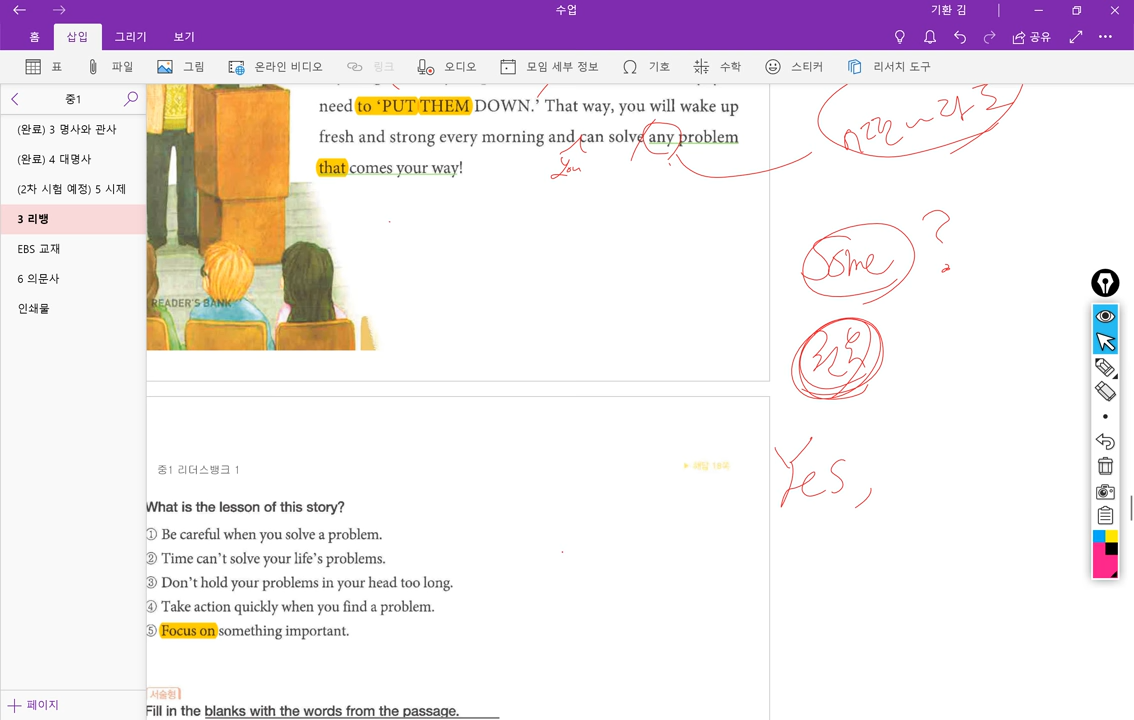 수업
기환 김
홈 삽입 그리기 보기
공유
표 파일 그림 온라인 비디오 링크 오디오 모임 세부 정보 기호 수학 스티커 리서치 도구
중1
(완료) 3 명사와 관사
(완료) 4 대명사
(2차 시험 예정) 5 시제
3 리뱅
EBS 교재
6 의문사
인쇄물
페이지
need to ‘PUT THEM DOWN.’ That way, you will wake up
fresh and strong every morning and can solve any problem
you
that comes your way!
READER'S BANK
some ?
Yes,
중1 리더스뱅크 1
What is the lesson of this story?
① Be careful when you solve a problem.
② Time can’t solve your life’s problems.
③ Don’t hold your problems in your head too long.
④ Take action quickly when you find a problem.
⑤ Focus on something important.
서술형
Fill in the blanks with the words from the passage.